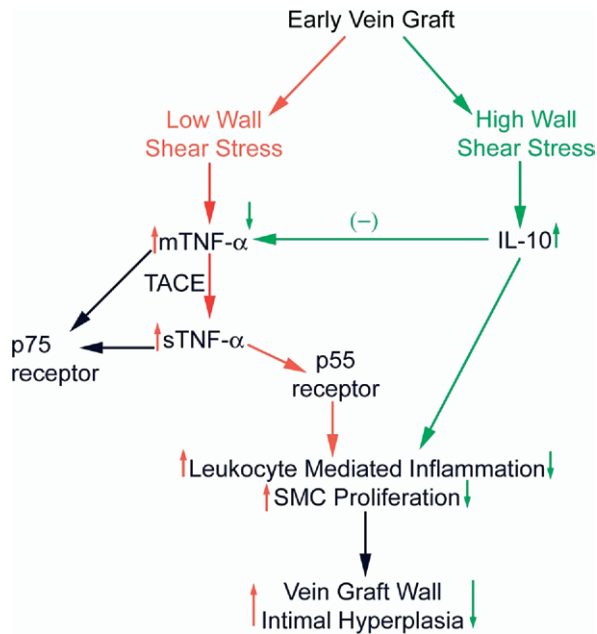 Early Vein Graft
Low Wall
Shear Stress
High Wall
Shear Stress
(−)
mTNF-α
IL-10
TACE
sTNF-α
p75
receptor
p55
receptor
Leukocyte Mediated Inflammation
SMC Proliferation
Vein Graft Wall
Intimal Hyperplasia